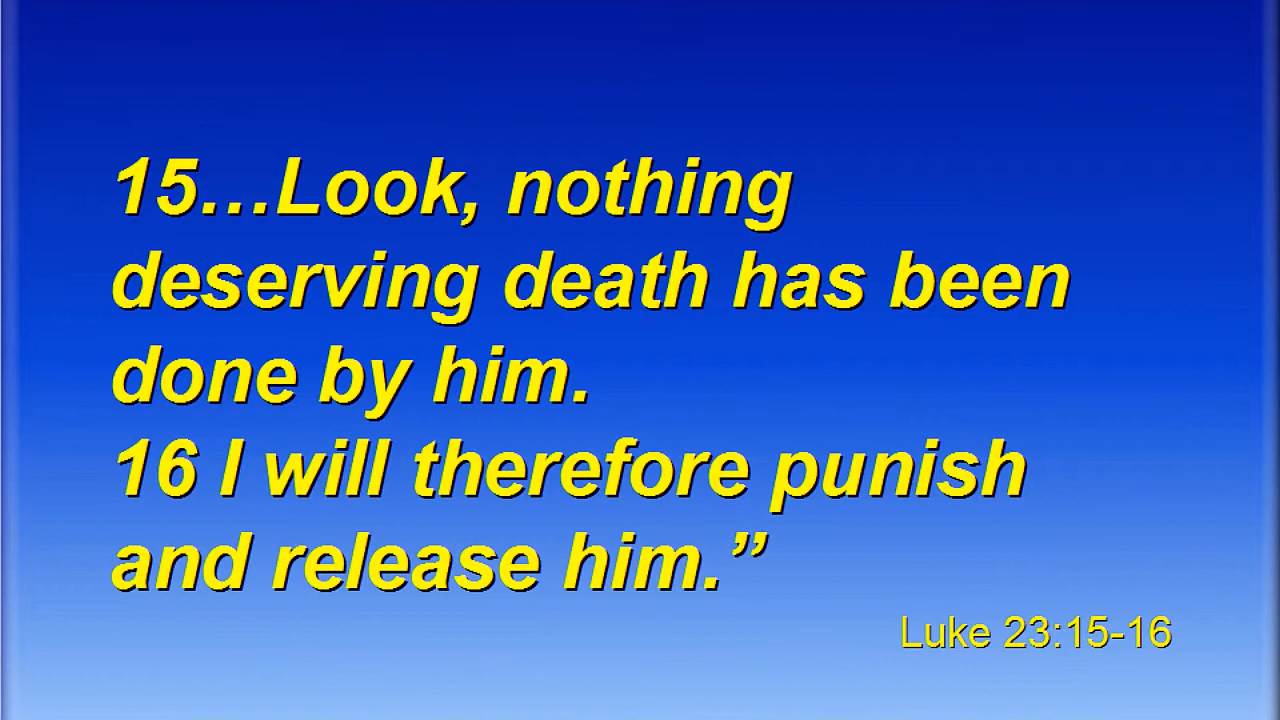 15…Look, nothing
deserving death has been
done by him.
16 I will therefore punish
and release him.”
Luke 23:15-16